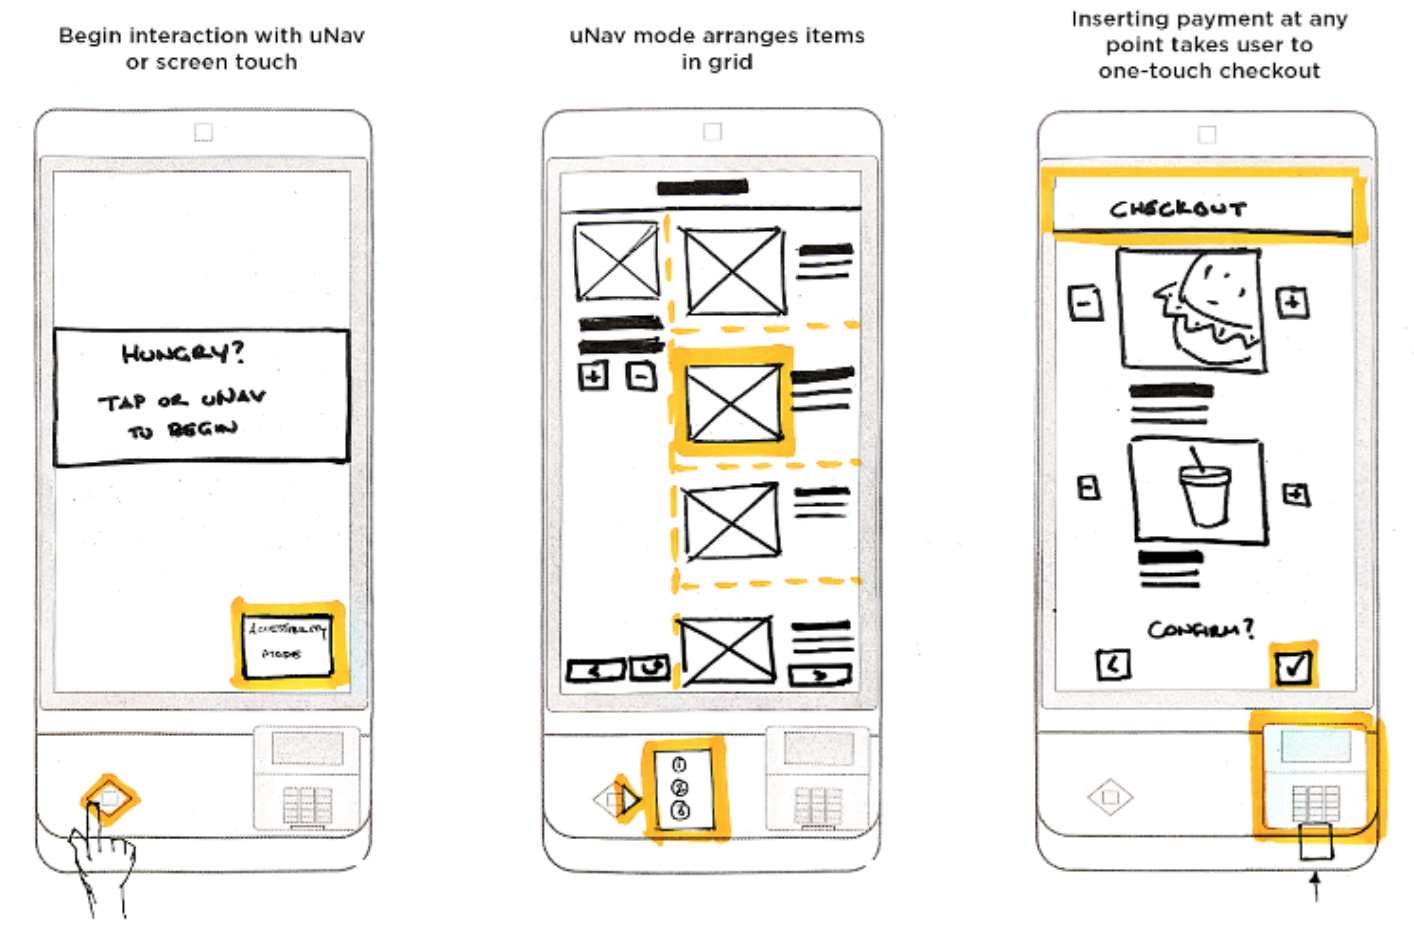 Begin interaction with uNav
or screen touch
HUNGRY?
TAP OR UNAV
TO BEGIN
ACCESSIBILITY
MODE
uNav mode arranges items
in grid
+ -
<
>
1
2
3
Inserting payment at any
point takes user to
one-touch checkout
CHECKOUT
- +
- +
CONFIRM?
<